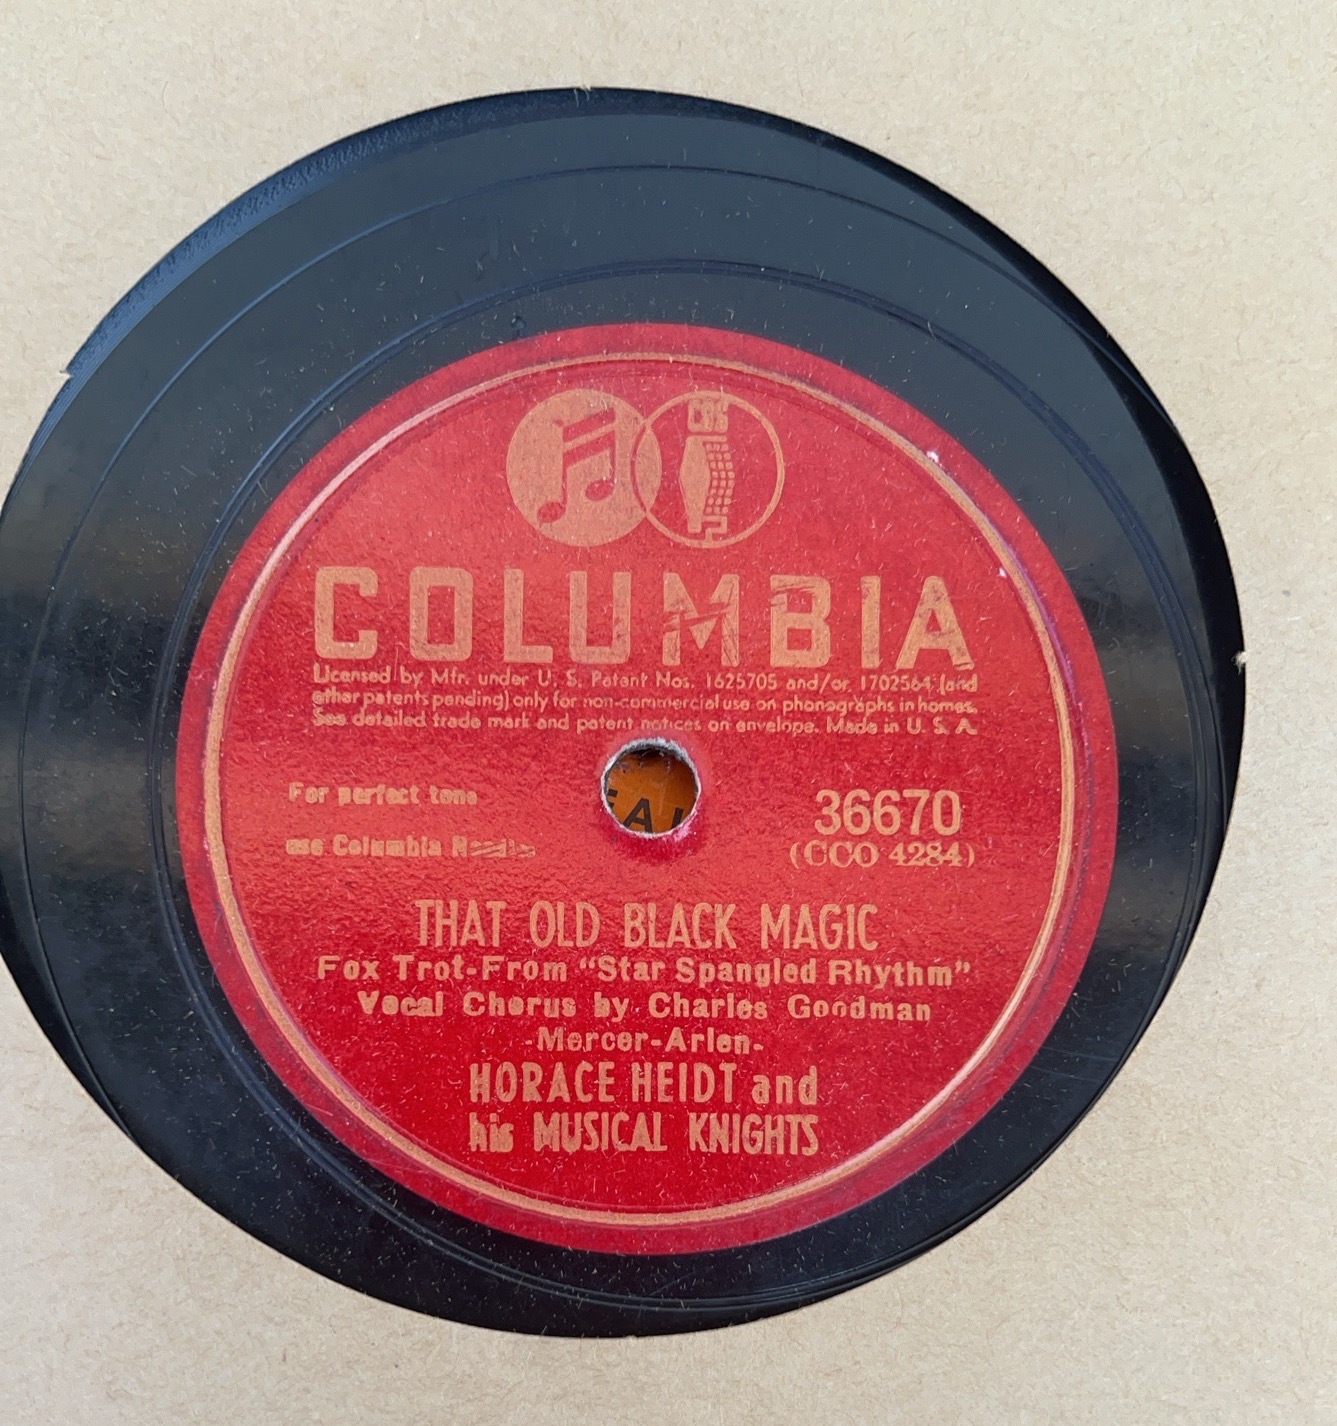 CBS
COLUMBIA
Licensed by Mfr. under U. S. Patent Nos. 1625705 and/or 1702564 (and
other patents pending) only for non-commercial use on phonographs in homes.
See detailed trade mark and patent notices on envelope. Made in U. S. A.
For perfect tone
use Columbia Needles
36670
(CCO 4284)
THAT OLD BLACK MAGIC
Fox Trot-From “Star Spangled Rhythm”
Vocal Chorus by Charles Goodman
-Mercer-Arlen-
HORACE HEIDT and
his MUSICAL KNIGHTS